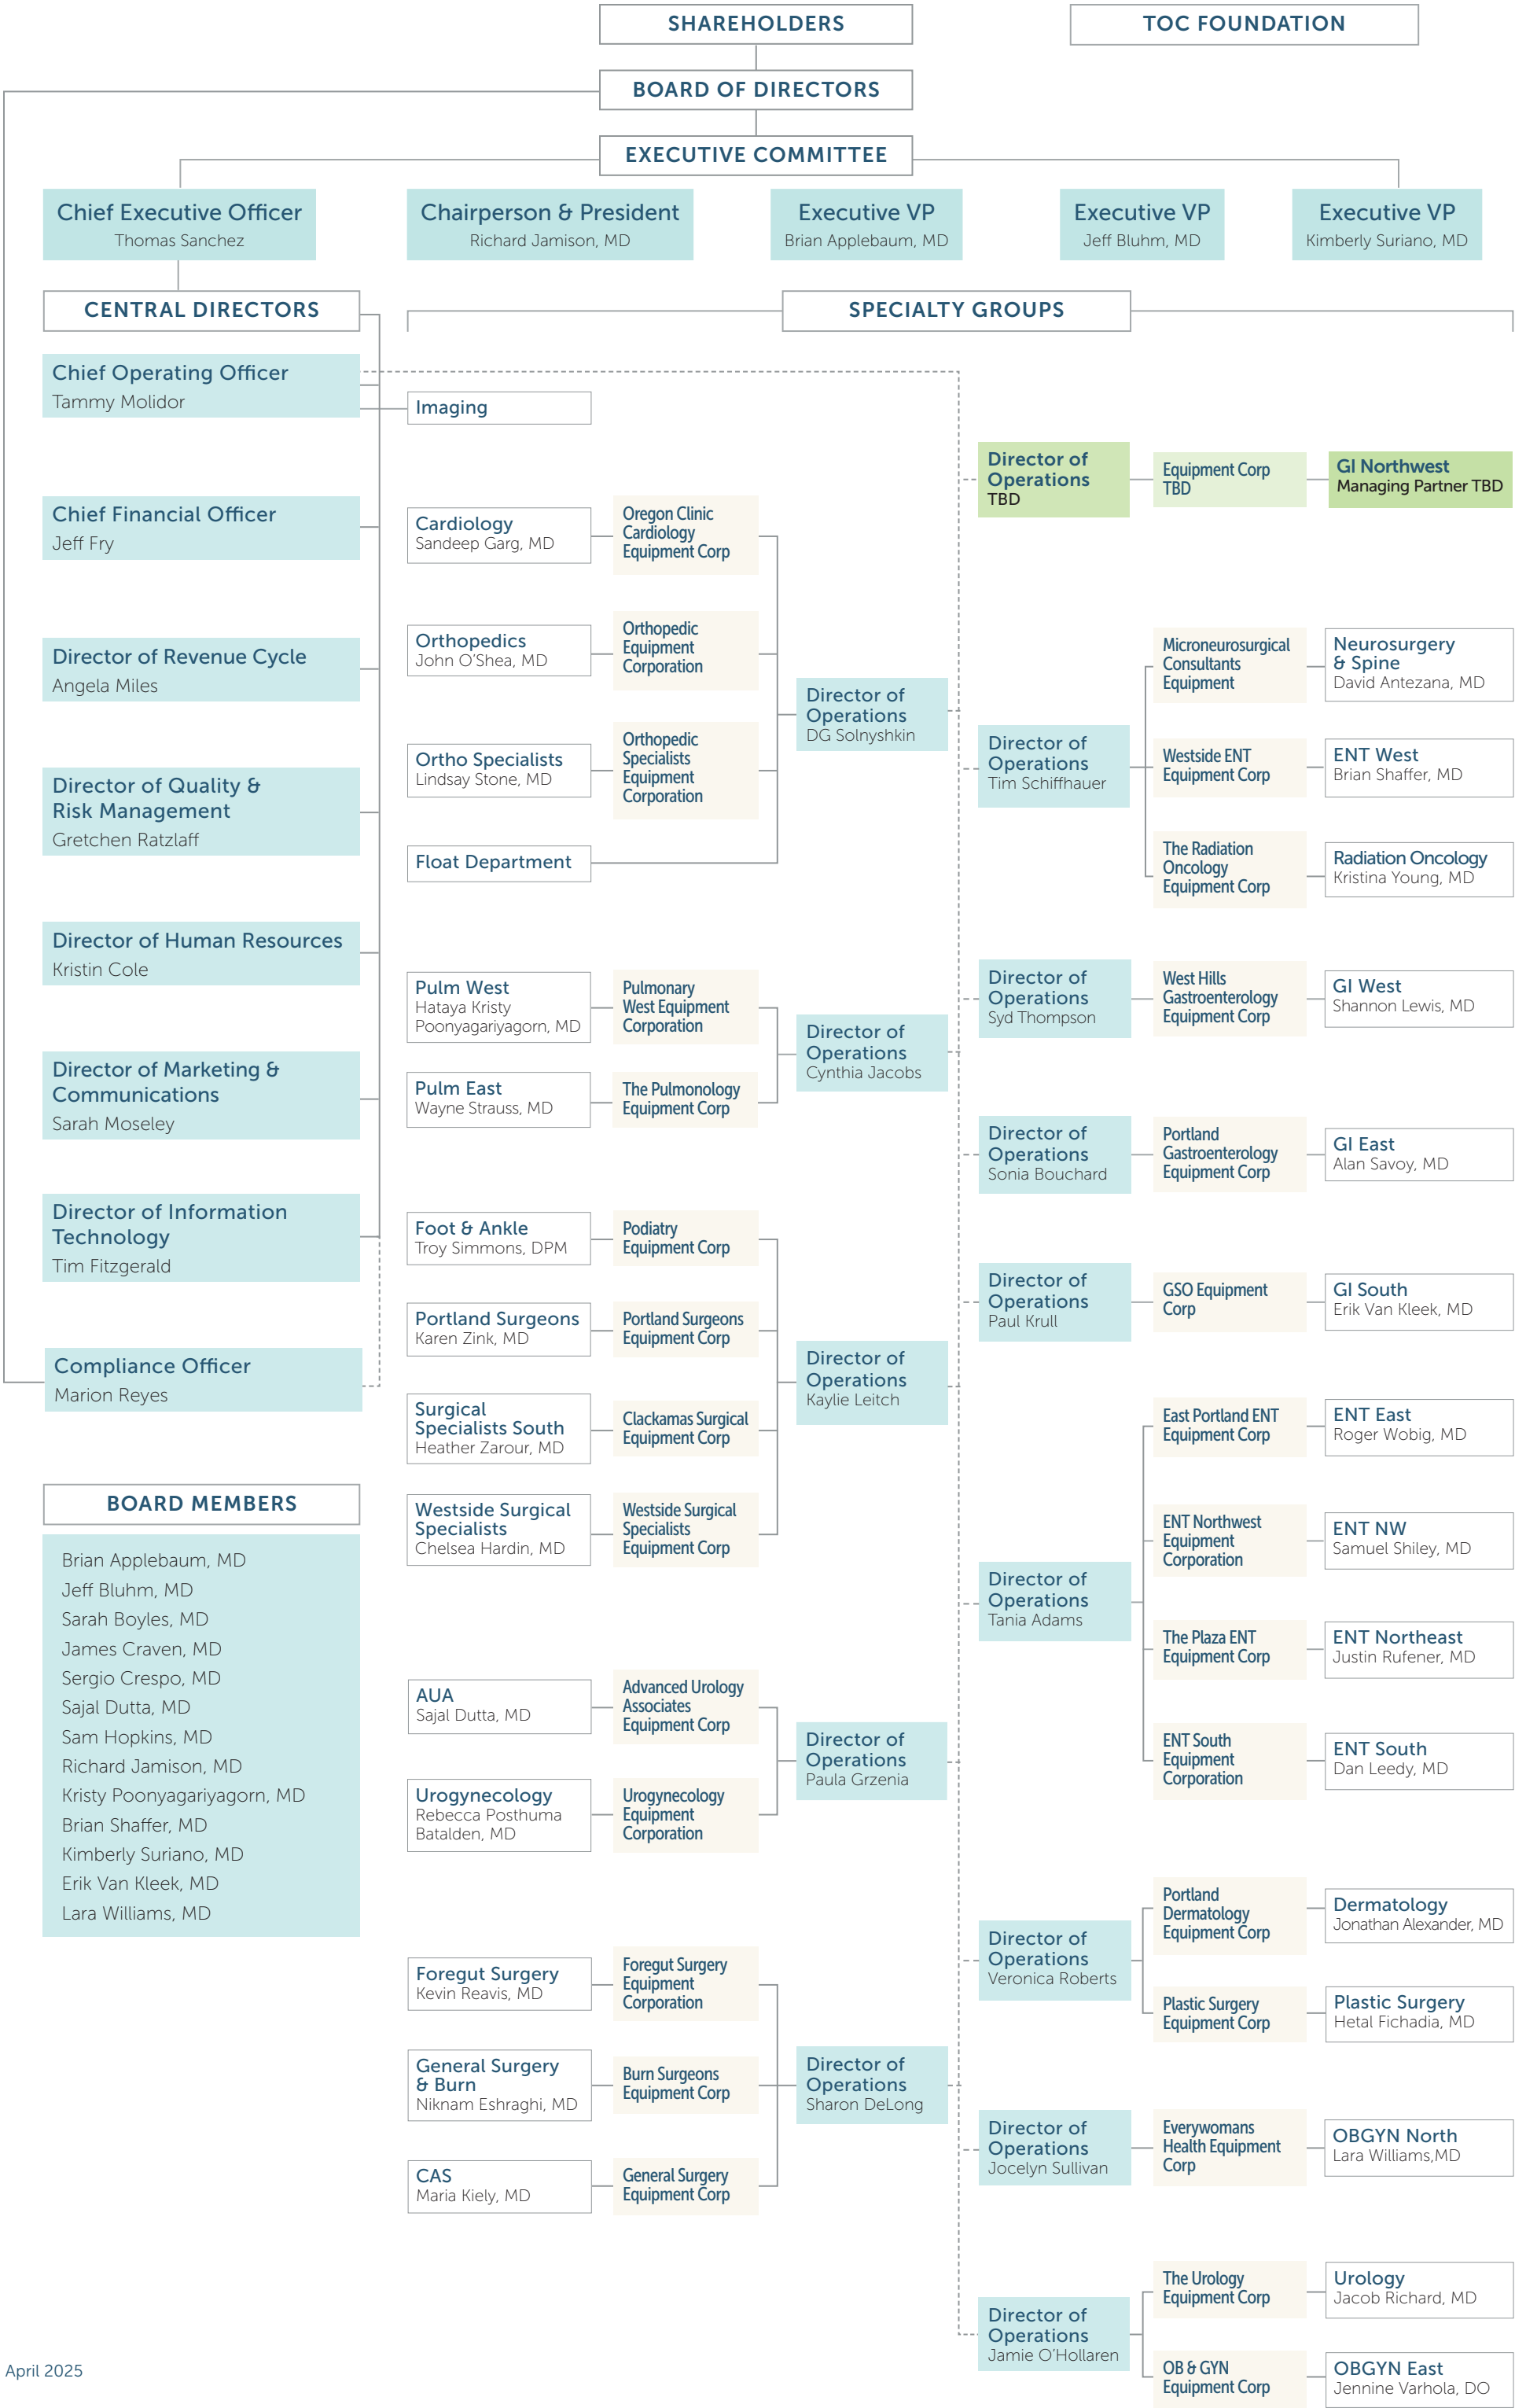 SHAREHOLDERS
TOC FOUNDATION
BOARD OF DIRECTORS
EXECUTIVE COMMITTEE
Chief Executive Officer
Thomas Sanchez
Chairperson & President
Richard Jamison, MD
Executive VP
Brian Applebaum, MD
Executive VP
Jeff Bluhm, MD
Executive VP
Kimberly Suriano, MD
CENTRAL DIRECTORS
Chief Operating Officer
Tammy Molidor
Chief Financial Officer
Jeff Fry
Director of Revenue Cycle
Angela Miles
Director of Quality &
Risk Management
Gretchen Ratzlaff
Director of Human Resources
Kristin Cole
Director of Marketing &
Communications
Sarah Moseley
Director of Information
Technology
Tim Fitzgerald
Compliance Officer
Marion Reyes
BOARD MEMBERS
Brian Applebaum, MD
Jeff Bluhm, MD
Sarah Boyles, MD
James Craven, MD
Sergio Crespo, MD
Sajal Dutta, MD
Sam Hopkins, MD
Richard Jamison, MD
Kristy Poonyagariyagorn, MD
Brian Shaffer, MD
Kimberly Suriano, MD
Erik Van Kleek, MD
Lara Williams, MD
SPECIALTY GROUPS
Imaging
Cardiology
Sandeep Garg, MD
Oregon Clinic
Cardiology
Equipment Corp
Orthopedics
John O'Shea, MD
Orthopedic
Equipment
Corporation
Ortho Specialists
Lindsay Stone, MD
Orthopedic
Specialists
Equipment
Corporation
Float Department
Director of
Operations
DG Solnyshkin
Pulm West
Hataya Kristy
Poonyagariyagorn, MD
Pulmonary
West Equipment
Corporation
Pulm East
Wayne Strauss, MD
The Pulmonology
Equipment Corp
Director of
Operations
Cynthia Jacobs
Foot & Ankle
Troy Simmons, DPM
Podiatry
Equipment Corp
Portland Surgeons
Karen Zink, MD
Portland Surgeons
Equipment Corp
Surgical
Specialists South
Heather Zarour, MD
Clackamas Surgical
Equipment Corp
Westside Surgical
Specialists
Chelsea Hardin, MD
Westside Surgical
Specialists
Equipment Corp
Director of
Operations
Kaylie Leitch
AUA
Sajal Dutta, MD
Advanced Urology
Associates
Equipment Corp
Urogynecology
Rebecca Posthuma
Batalden, MD
Urogynecology
Equipment
Corporation
Director of
Operations
Paula Grzenia
Foregut Surgery
Kevin Reavis, MD
Foregut Surgery
Equipment
Corporation
General Surgery
& Burn
Niknam Eshraghi, MD
Burn Surgeons
Equipment Corp
CAS
Maria Kiely, MD
General Surgery
Equipment Corp
Director of
Operations
Sharon DeLong
Director of
Operations
TBD
Equipment Corp
TBD
GI Northwest
Managing Partner TBD
Director of
Operations
Tim Schiffhauer
Microneurosurgical
Consultants
Equipment
Neurosurgery
& Spine
David Antezana, MD
Westside ENT
Equipment Corp
ENT West
Brian Shaffer, MD
The Radiation
Oncology
Equipment Corp
Radiation Oncology
Kristina Young, MD
Director of
Operations
Syd Thompson
West Hills
Gastroenterology
Equipment Corp
GI West
Shannon Lewis, MD
Director of
Operations
Sonia Bouchard
Portland
Gastroenterology
Equipment Corp
GI East
Alan Savoy, MD
Director of
Operations
Paul Krull
GSO Equipment
Corp
GI South
Erik Van Kleek, MD
Director of
Operations
Tania Adams
East Portland ENT
Equipment Corp
ENT East
Roger Wobig, MD
ENT Northwest
Equipment
Corporation
ENT NW
Samuel Shiley, MD
The Plaza ENT
Equipment Corp
ENT Northeast
Justin Rufener, MD
ENT South
Equipment
Corporation
ENT South
Dan Leedy, MD
Director of
Operations
Veronica Roberts
Portland
Dermatology
Equipment Corp
Dermatology
Jonathan Alexander, MD
Plastic Surgery
Equipment Corp
Plastic Surgery
Hetal Fichadia, MD
Director of
Operations
Jocelyn Sullivan
Everywomans
Health Equipment
Corp
OBGYN North
Lara Williams,MD
Director of
Operations
Jamie O'Hollaren
The Urology
Equipment Corp
Urology
Jacob Richard, MD
OB & GYN
Equipment Corp
OBGYN East
Jennine Varhola, DO
April 2025